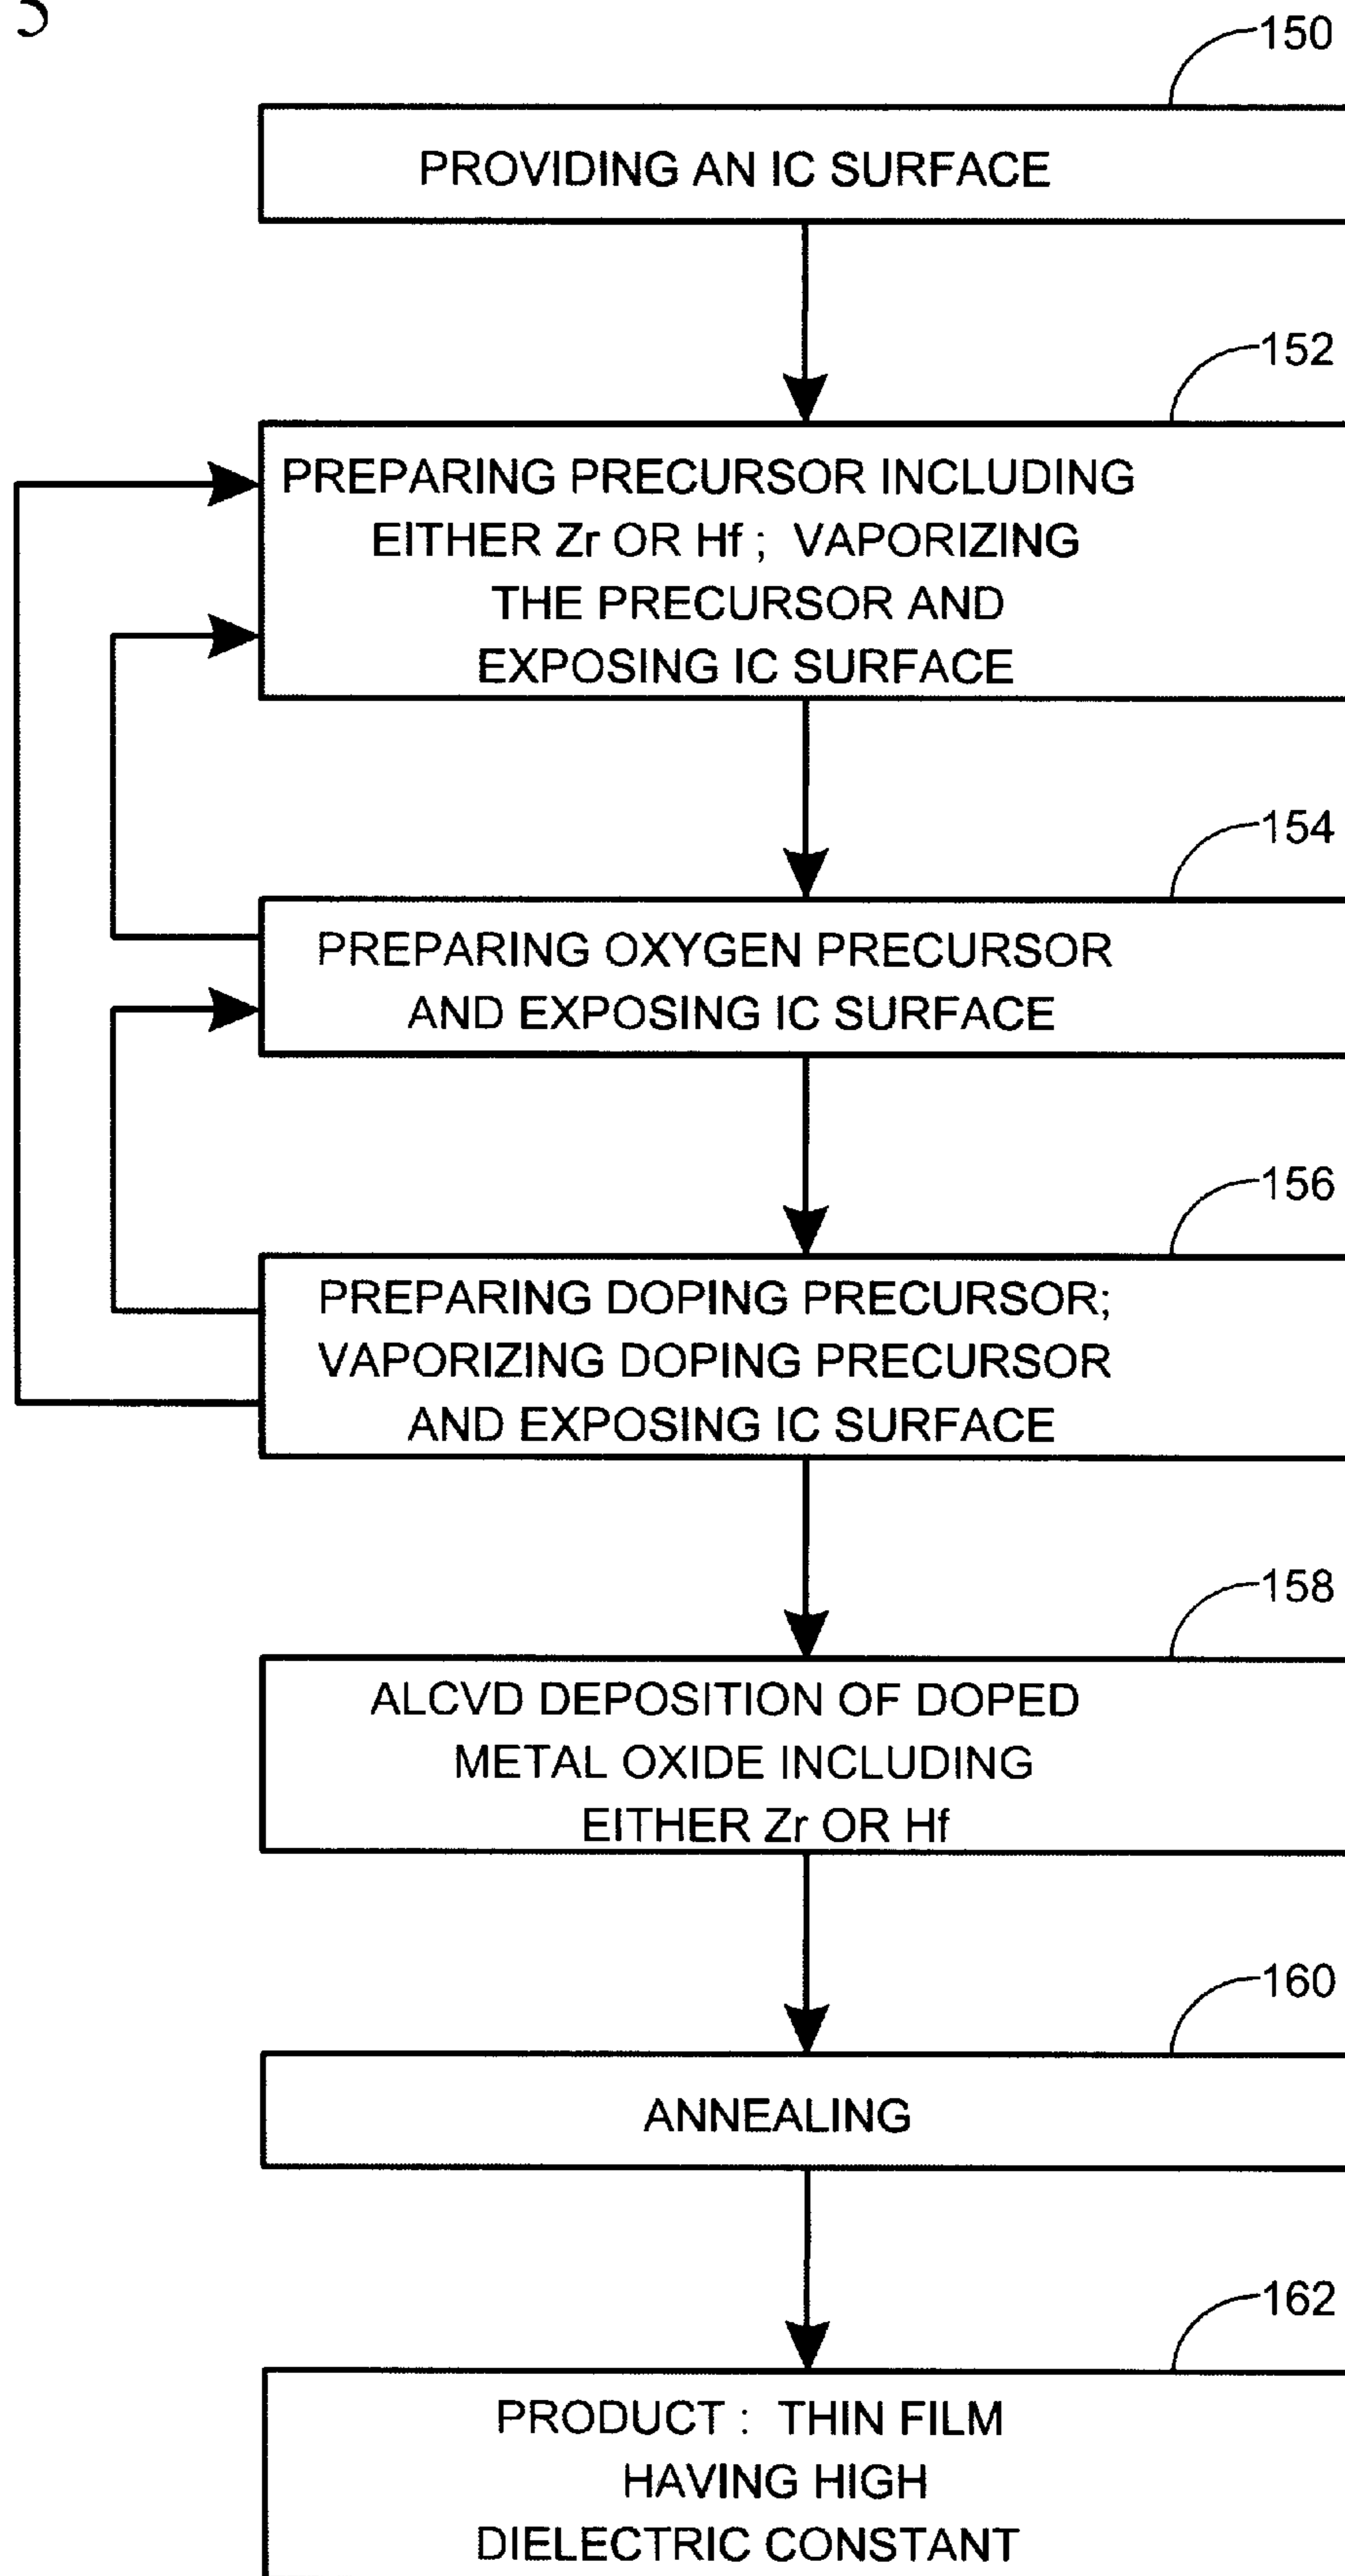 5
150
PROVIDING AN IC SURFACE
152
PREPARING PRECURSOR INCLUDING
EITHER Zr OR Hf ; VAPORIZING
THE PRECURSOR AND
EXPOSING IC SURFACE
154
PREPARING OXYGEN PRECURSOR
AND EXPOSING IC SURFACE
156
PREPARING DOPING PRECURSOR;
VAPORIZING DOPING PRECURSOR
AND EXPOSING IC SURFACE
158
ALCVD DEPOSITION OF DOPED
METAL OXIDE INCLUDING
EITHER Zr OR Hf
160
ANNEALING
162
PRODUCT : THIN FILM
HAVING HIGH
DIELECTRIC CONSTANT